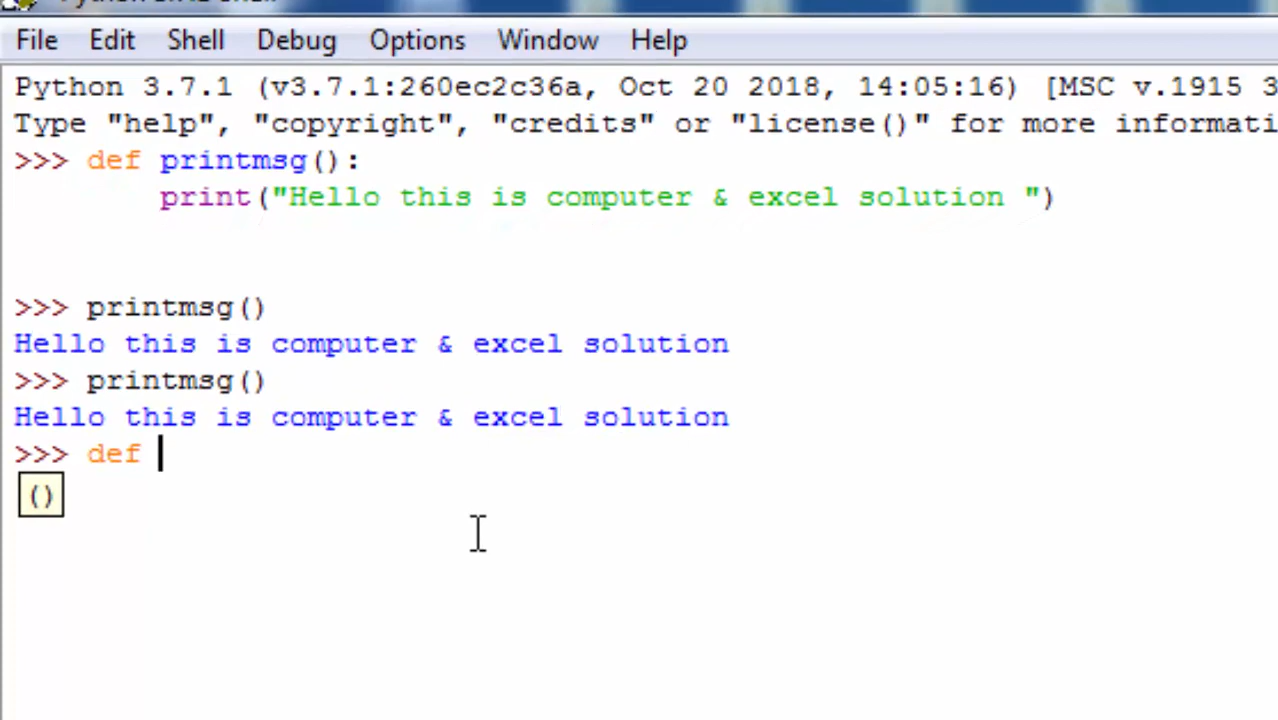 File Edit Shell Debug Options Window Help
Python 3.7.1 (v3.7.1:260ec2c36a, Oct 20 2018, 14:05:16) [MSC v.1915 3
Type "help", "copyright", "credits" or "license()" for more informati
>>> def printmsg():
print("Hello this is computer & excel solution ")
>>> printmsg()
Hello this is computer & excel solution
>>> printmsg()
Hello this is computer & excel solution
>>> def
()